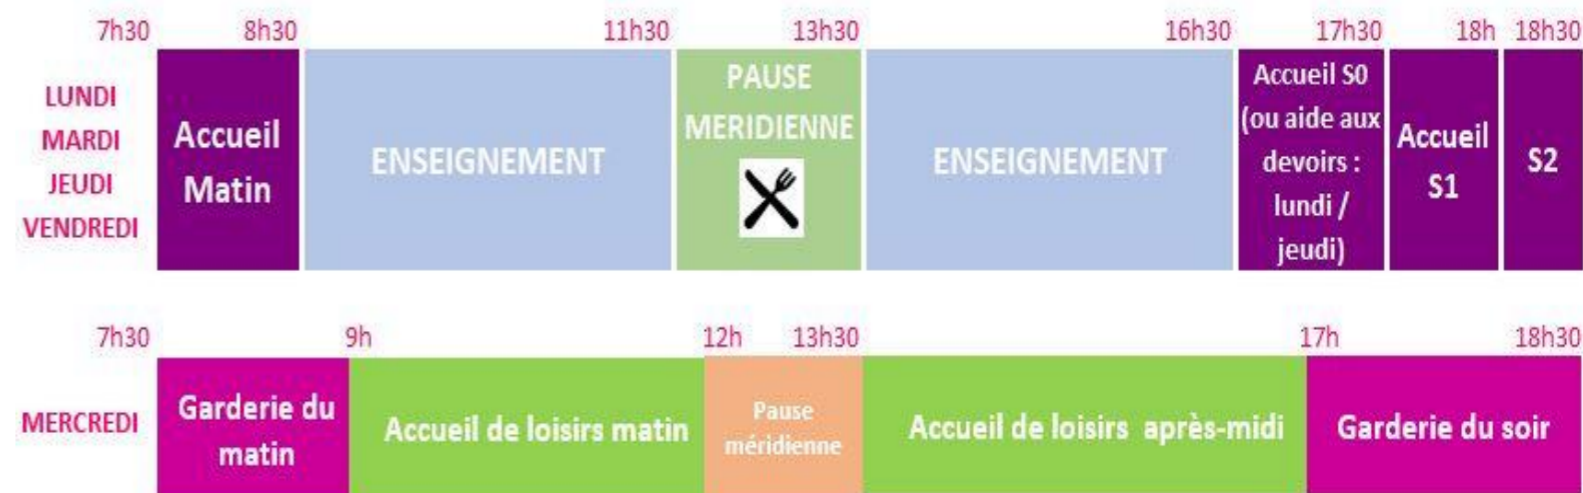 7h30 8h30 11h30 13h30 16h30 17h30 18h 18h30
LUNDI
MARDI
JEUDI
VENDREDI
Accueil
Matin
ENSEIGNEMENT
PAUSE
MERIDIENNE
ENSEIGNEMENT
Accueil S0
(ou aide aux
devoirs :
lundi /
jeudi)
Accueil
S1
S2
7h30 9h 12h 13h30 17h 18h30
MERCREDI
Garderie du
matin
Accueil de loisirs matin
Pause
méridienne
Accueil de loisirs après-midi
Garderie du soir